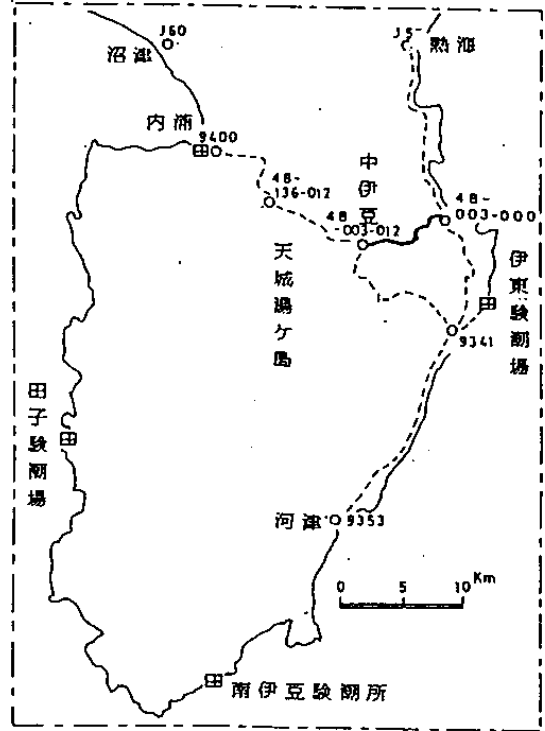 J60
沼津
J5-
熱海
内浦
9400
48-
136-012
中伊豆
48
-003-012
48-
003-000
天城湯ケ島
伊東験潮場
9341
田子験潮場
河津
9353
0 5 10 Km
南伊豆験潮所